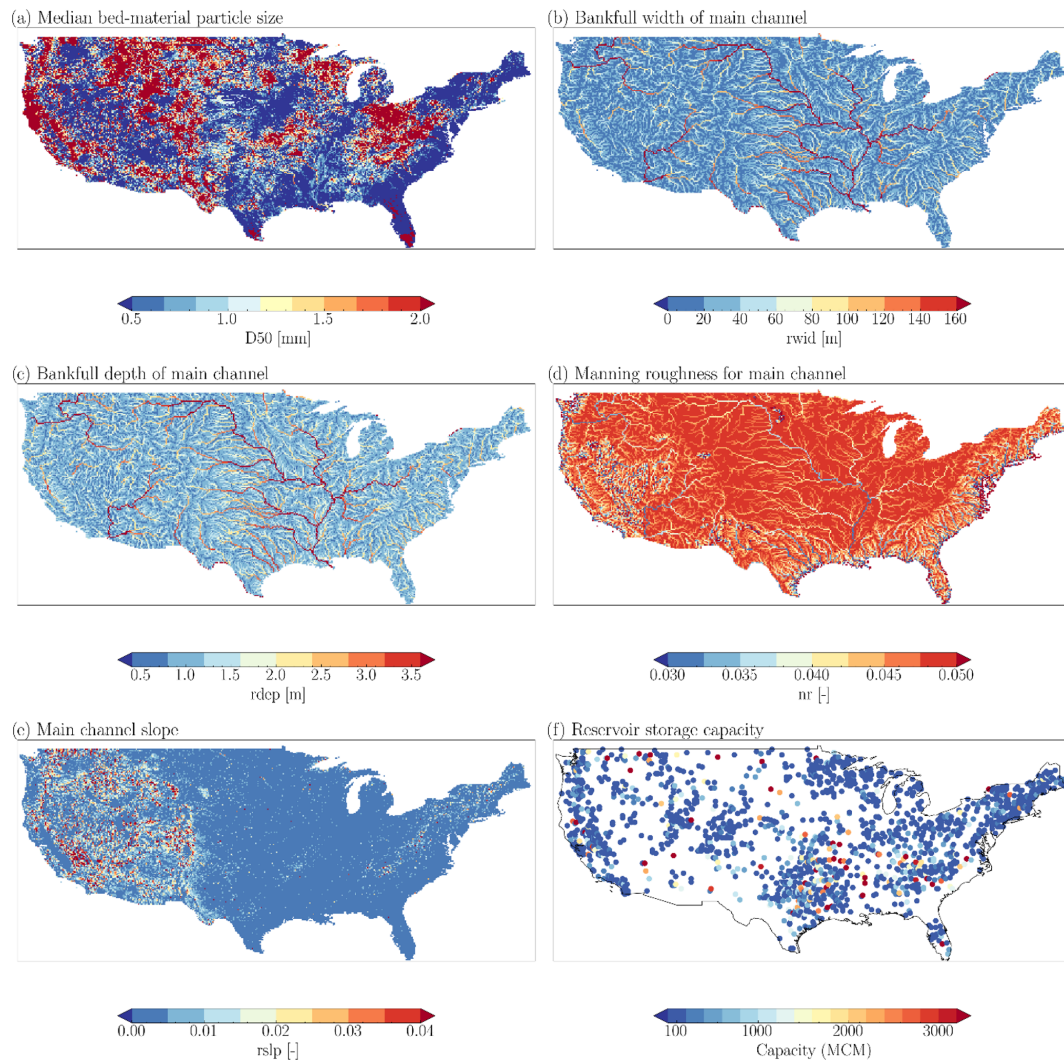 (a) Median bed-material particle size
(b) Bankfull width of main channel
0.5 1.0 1.5 2.0
D50 [mm]
0 20 40 60 80 100 120 140 160
rwid [m]
(c) Bankfull depth of main channel
(d) Manning roughness for main channel
0.5 1.0 1.5 2.0 2.5 3.0 3.5
rdep [m]
0.030 0.035 0.040 0.045 0.050
nr [-]
(e) Main channel slope
(f) Reservoir storage capacity
0.00 0.01 0.02 0.03 0.04
rslp [-]
100 1000 2000 3000
Capacity (MCM)